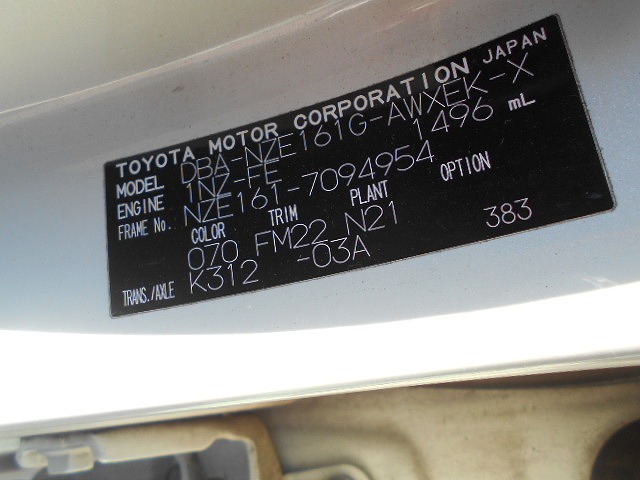 TOYOTA MOTOR CORPORATION JAPAN
MODEL DBA-NZE161G-AWXEK-X
ENGINE 1NZ-FE 1496 mL
FRAME No. NZE161-7094954
COLOR TRIM PLANT OPTION
070 FM22 N21 383
TRANS./AXLE K312 -03A